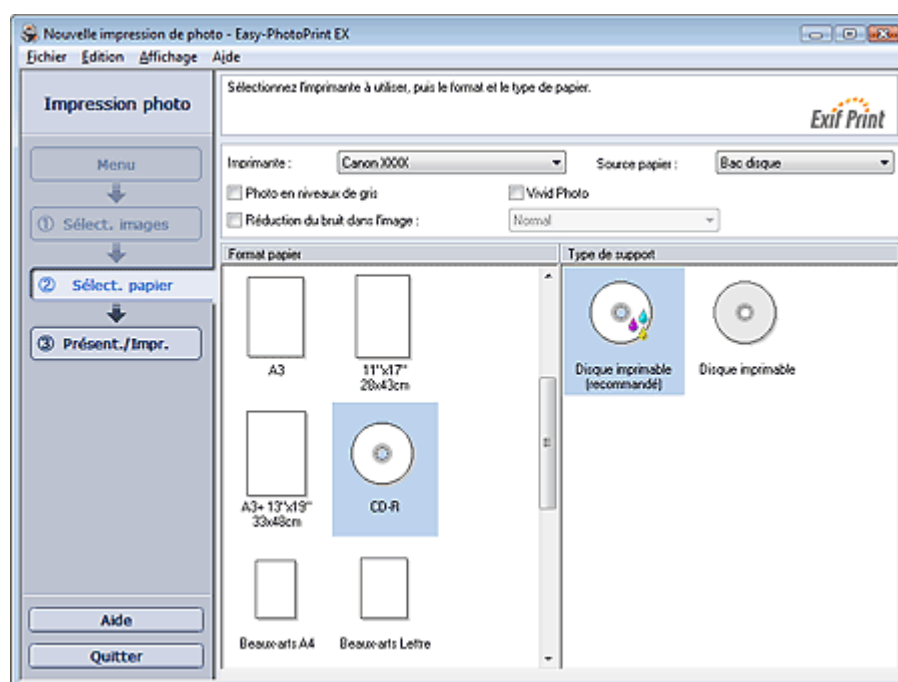 Nouvelle impression de photo - Easy-PhotoPrint EX
Fichier Édition Affichage Aide
Impression photo
Sélectionnez l'imprimante à utiliser, puis le format et le type de papier.
Exif Print
Menu
① Sélect. images
② Sélect. papier
③ Présent./Impr.
Aide
Quitter
Imprimante : Canon XXXX Source papier : Bac disque
Photo en niveaux de gris Vivid Photo
Réduction du bruit dans l'image : Normal
Format papier
A3
11"x17"
28x43cm
A3+ 13"x19"
33x48cm
CD-R
Beaux-arts A4
Beaux-arts Lettre
Type de support
Disque imprimable
(recommandé)
Disque imprimable